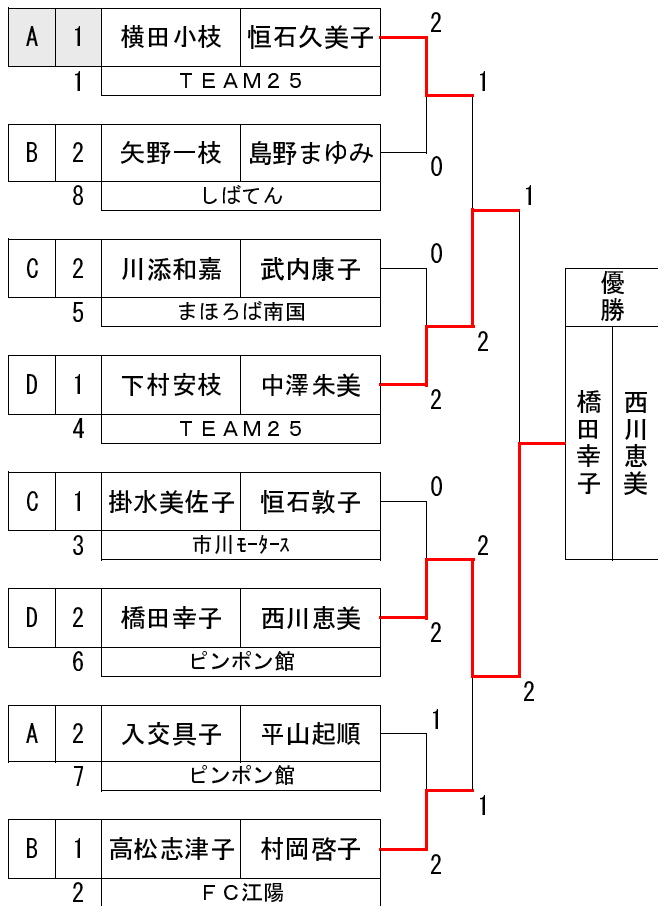 A 1 横田小枝 恒石久美子 2
1 ＴＥＡＭ２５ 1
B 2 矢野一枝 島野まゆみ 0
8 しばてん 1
C 2 川添和嘉 武内康子 0
5 まほろば南国 2
D 1 下村安枝 中澤朱美 2
4 ＴＥＡＭ２５
C 1 掛水美佐子 恒石敦子 0
3 市川ﾓｰﾀｰｽ 2
D 2 橋田幸子 西川恵美 2
6 ピンポン館 2
A 2 入交具子 平山起順 1
7 ピンポン館 1
B 1 高松志津子 村岡啓子 2
2 ＦＣ江陽
優勝
橋田幸子
西川恵美